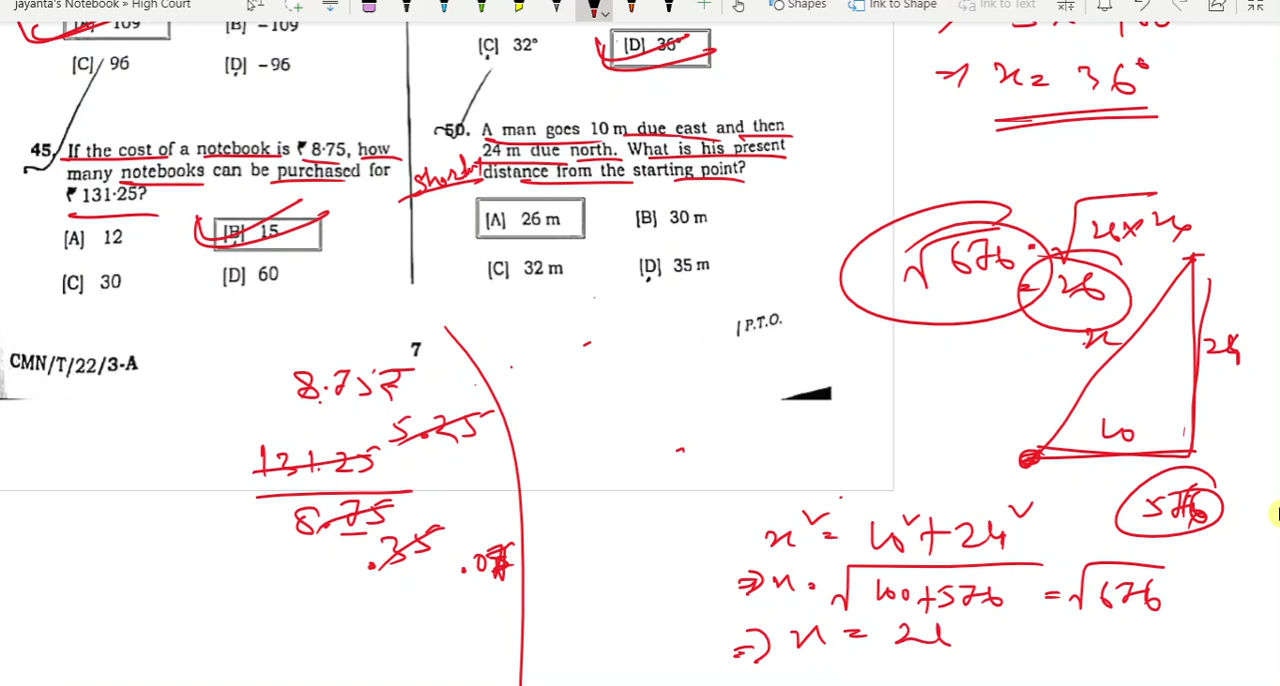 jayanta's Notebook » High Court
Shapes
Ink to Shape
Ink to Text
109
[B] -109
[C] 96
[D] -96
45. If the cost of a notebook is ₹ 8·75, how
many notebooks can be purchased for
₹ 131·25?
[A] 12
[B] 15
[C] 30
[D] 60
CMN/T/22/3-A
7
[C] 32°
[D] 36°
50. A man goes 10 m due east and then
24 m due north. What is his present
distance from the starting point?
[A] 26 m
[B] 30 m
[C] 32 m
[D] 35 m
[ P.T.O.
8.75₹
5.25
131.25
8.75
.35
⇒ x = 36°
√676
= 26
x
24
10
576
x² = 10² + 24²
⇒ x = √100+576 = √676
⇒ x = 26